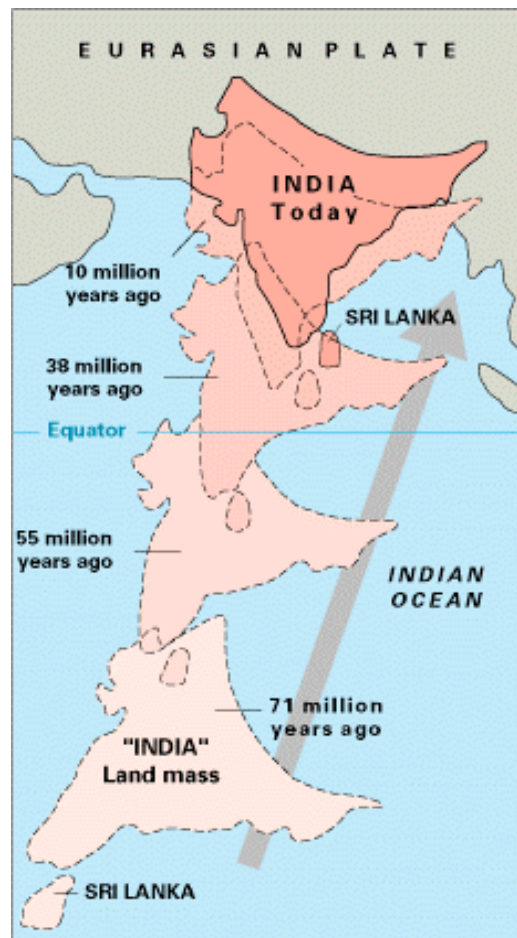 EURASIAN PLATE
INDIA
Today
10 million
years ago
SRI LANKA
38 million
years ago
Equator
55 million
years ago
INDIAN
OCEAN
71 million
years ago
"INDIA"
Land mass
SRI LANKA